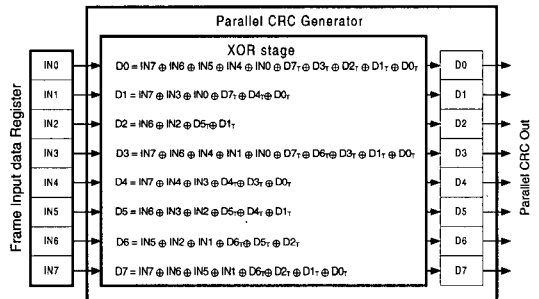 Parallel CRC Generator
XOR stage
Frame Input data Register
IN0
IN1
IN2
IN3
IN4
IN5
IN6
IN7
D0 = IN7 ⊕ IN6 ⊕ IN5 ⊕ IN4 ⊕ IN0 ⊕ D7T ⊕ D3T ⊕ D2T ⊕ D1T ⊕ D0T
D1 = IN7 ⊕ IN3 ⊕ IN0 ⊕ D7T ⊕ D4T ⊕ D0T
D2 = IN6 ⊕ IN2 ⊕ D5T ⊕ D1T
D3 = IN7 ⊕ IN6 ⊕ IN4 ⊕ IN1 ⊕ IN0 ⊕ D7T ⊕ D6T ⊕ D3T ⊕ D1T ⊕ D0T
D4 = IN7 ⊕ IN4 ⊕ IN3 ⊕ D4T ⊕ D3T ⊕ D0T
D5 = IN6 ⊕ IN3 ⊕ IN2 ⊕ D5T ⊕ D4T ⊕ D1T
D6 = IN5 ⊕ IN2 ⊕ IN1 ⊕ D6T ⊕ D5T ⊕ D2T
D7 = IN7 ⊕ IN6 ⊕ IN5 ⊕ IN1 ⊕ D6T ⊕ D2T ⊕ D1T ⊕ D0T
D0
D1
D2
D3
D4
D5
D6
D7
Parallel CRC Out